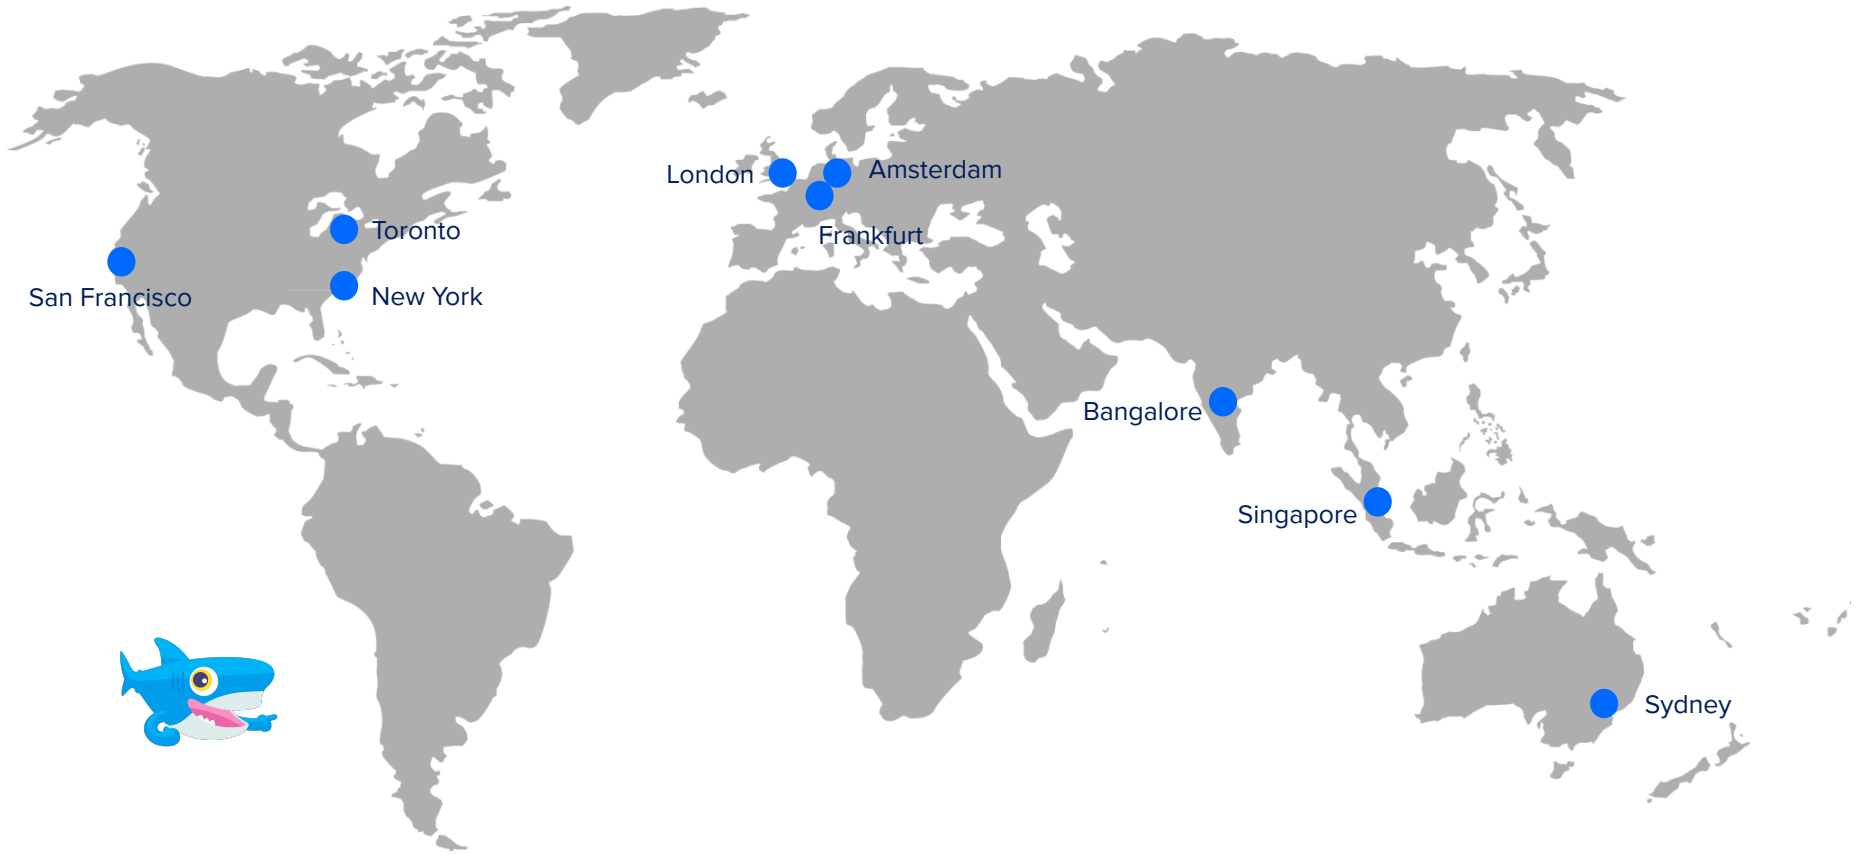 London
Amsterdam
Toronto
Frankfurt
San Francisco
New York
Bangalore
Singapore
Sydney